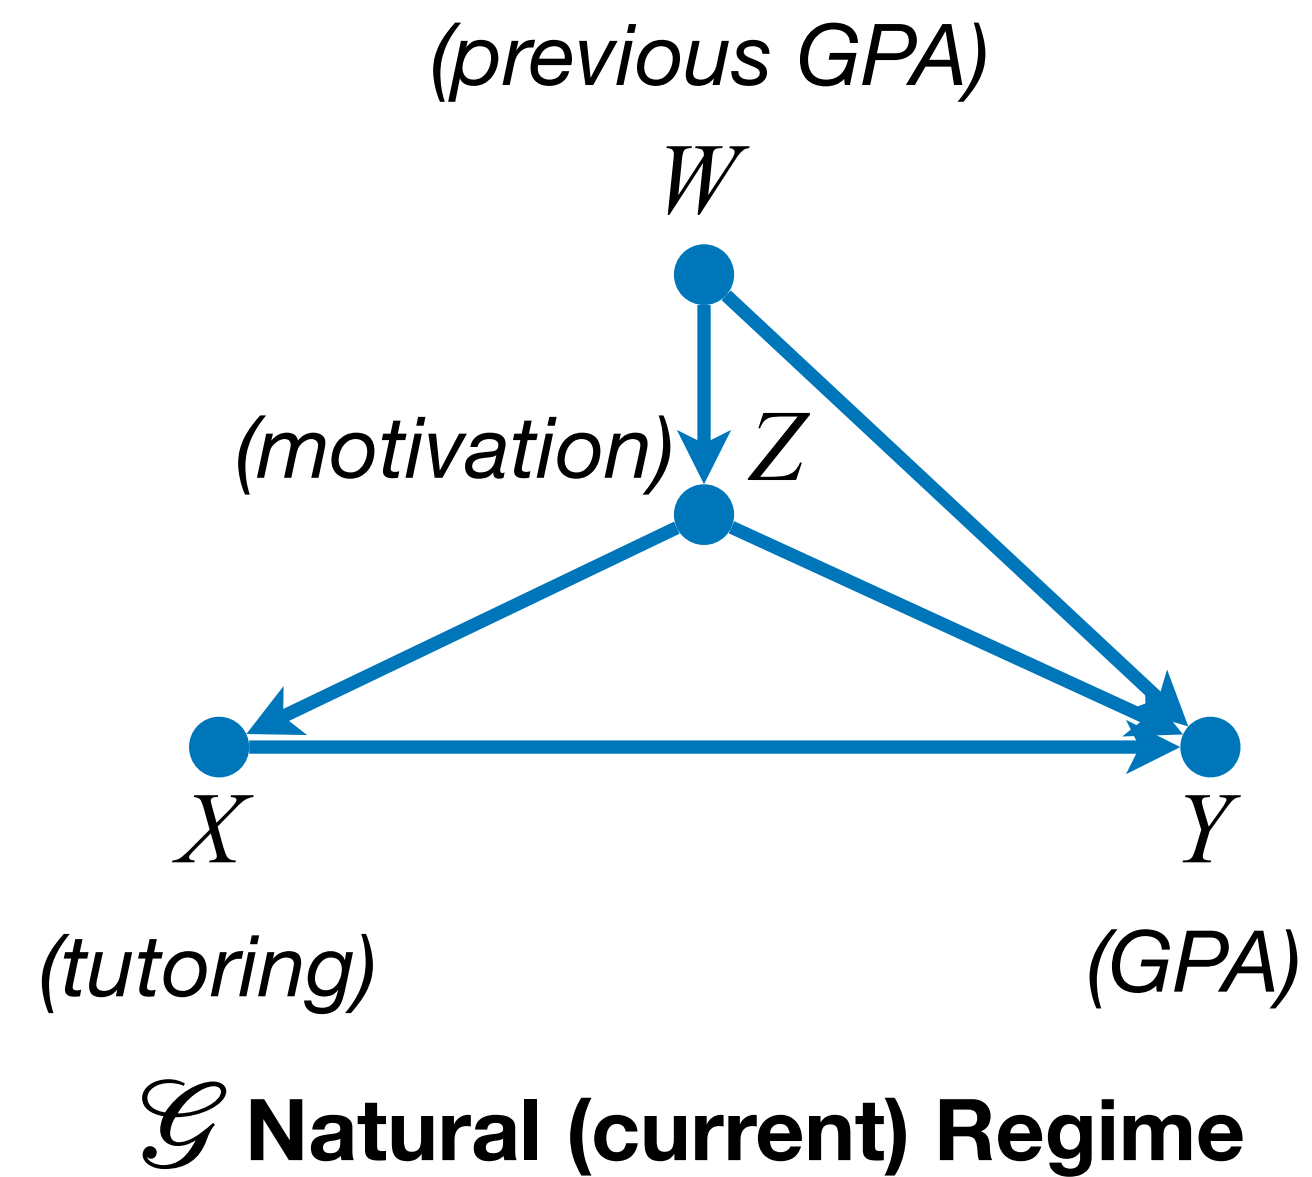 (previous GPA)
W
(motivation) Z
X
Y
(tutoring)
(GPA)
𝒢 Natural (current) Regime